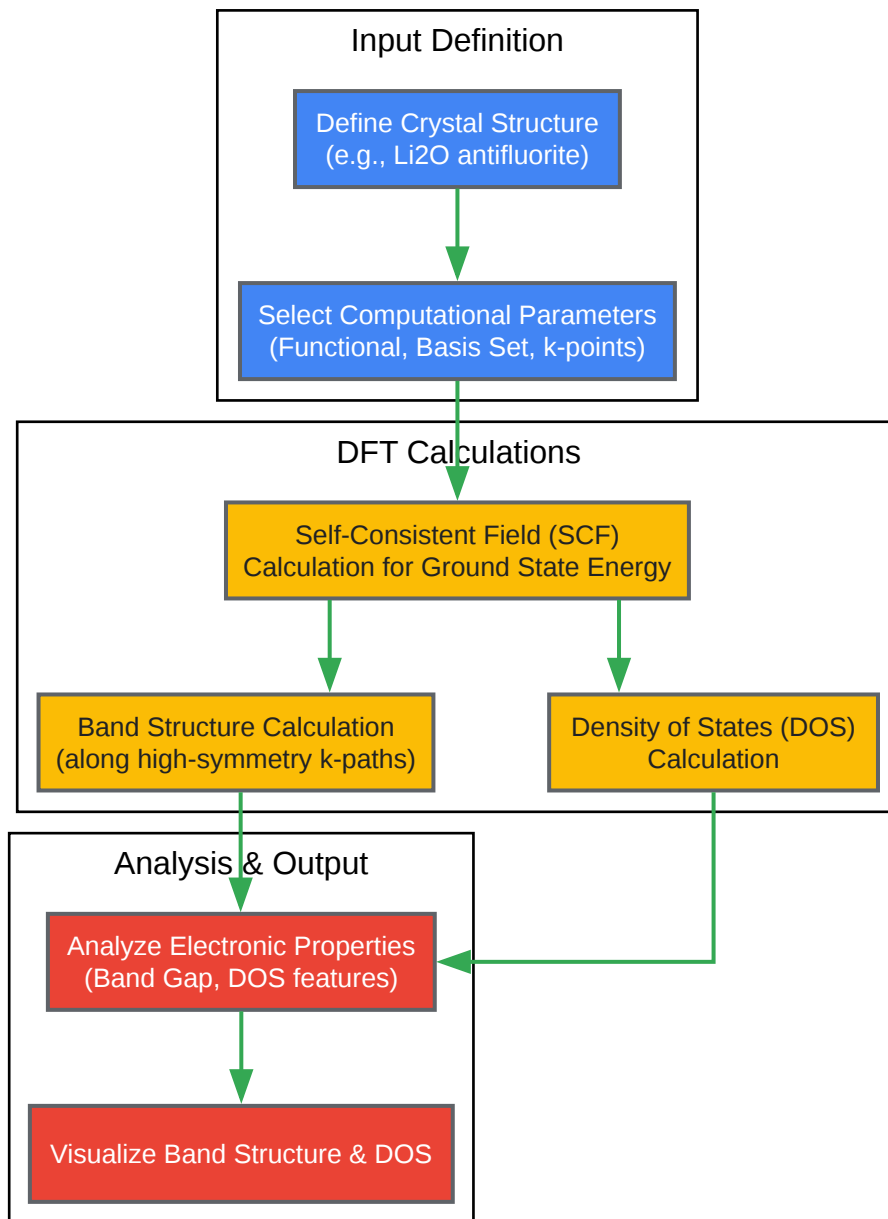 Input Definition
Define Crystal Structure
(e.g., Li2O antifluorite)
Select Computational Parameters
(Functional, Basis Set, k-points)
DFT Calculations
Self-Consistent Field (SCF)
Calculation for Ground State Energy
Band Structure Calculation
(along high-symmetry k-paths)
Density of States (DOS)
Calculation
Analysis & Output
Analyze Electronic Properties
(Band Gap, DOS features)
Visualize Band Structure & DOS